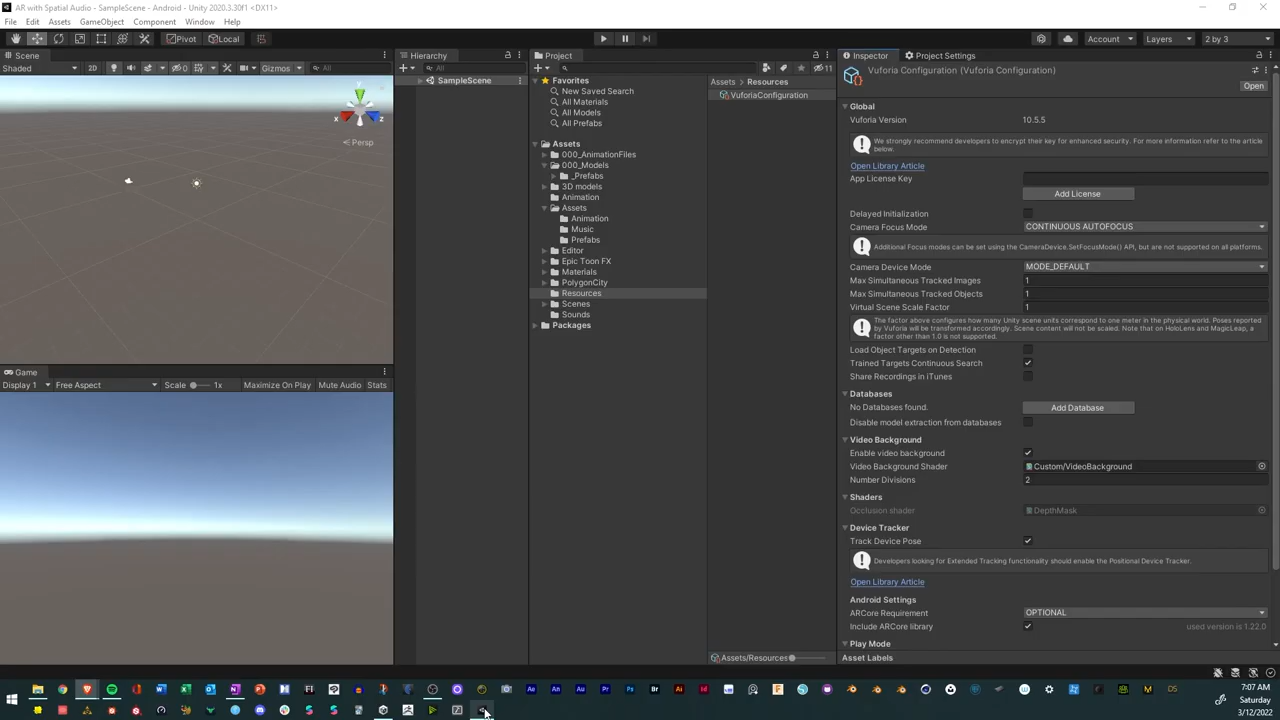 AR with Spatial Audio - SampleScene - Android - Unity 2020.3.30f1 <DX11>
File Edit Assets GameObject Component Window Help
Pivot Local Account Layers 2 by 3
Scene
Shaded 2D 0 Gizmos All
x z
Persp
Game
Display 1 Free Aspect Scale 1x Maximize On Play Mute Audio Stats
Hierarchy
All
SampleScene
Project
11
Favorites
New Saved Search
All Materials
All Models
All Prefabs
Assets
000_AnimationFiles
000_Models
_Prefabs
3D models
Animation
Assets
Animation
Music
Prefabs
Editor
Epic Toon FX
Materials
PolygonCity
Resources
Scenes
Sounds
Packages
Assets Resources
VuforiaConfiguration
Assets/Resources
Inspector Project Settings
Vuforia Configuration (Vuforia Configuration)
Open
Global
Vuforia Version 10.5.5
We strongly recommend developers to encrypt their key for enhanced security. For more information refer to the article
below.
Open Library Article
App License Key
Add License
Delayed Initialization
Camera Focus Mode CONTINUOUS AUTOFOCUS
Additional Focus modes can be set using the CameraDevice.SetFocusMode() API, but are not supported on all platforms.
Camera Device Mode MODE_DEFAULT
Max Simultaneous Tracked Images 1
Max Simultaneous Tracked Objects 1
Virtual Scene Scale Factor 1
The factor above configures how many Unity scene units correspond to one meter in the physical world. Poses reported
by Vuforia will be transformed accordingly. Scene content will not be scaled. Note that on HoloLens and MagicLeap, a
factor other than 1.0 is not supported.
Load Object Targets on Detection
Trained Targets Continuous Search
Share Recordings in iTunes
Databases
No Databases found. Add Database
Disable model extraction from databases
Video Background
Enable video background
Video Background Shader Custom/VideoBackground
Number Divisions 2
Shaders
Occlusion shader DepthMask
Device Tracker
Track Device Pose
Developers looking for Extended Tracking functionality should enable the Positional Device Tracker.
Open Library Article
Android Settings
ARCore Requirement OPTIONAL
Include ARCore library used version is 1.22.0
Play Mode
Asset Labels
Ae An Au Pr Ps Br Ai Id
7:07 AM
Saturday
3/12/2022